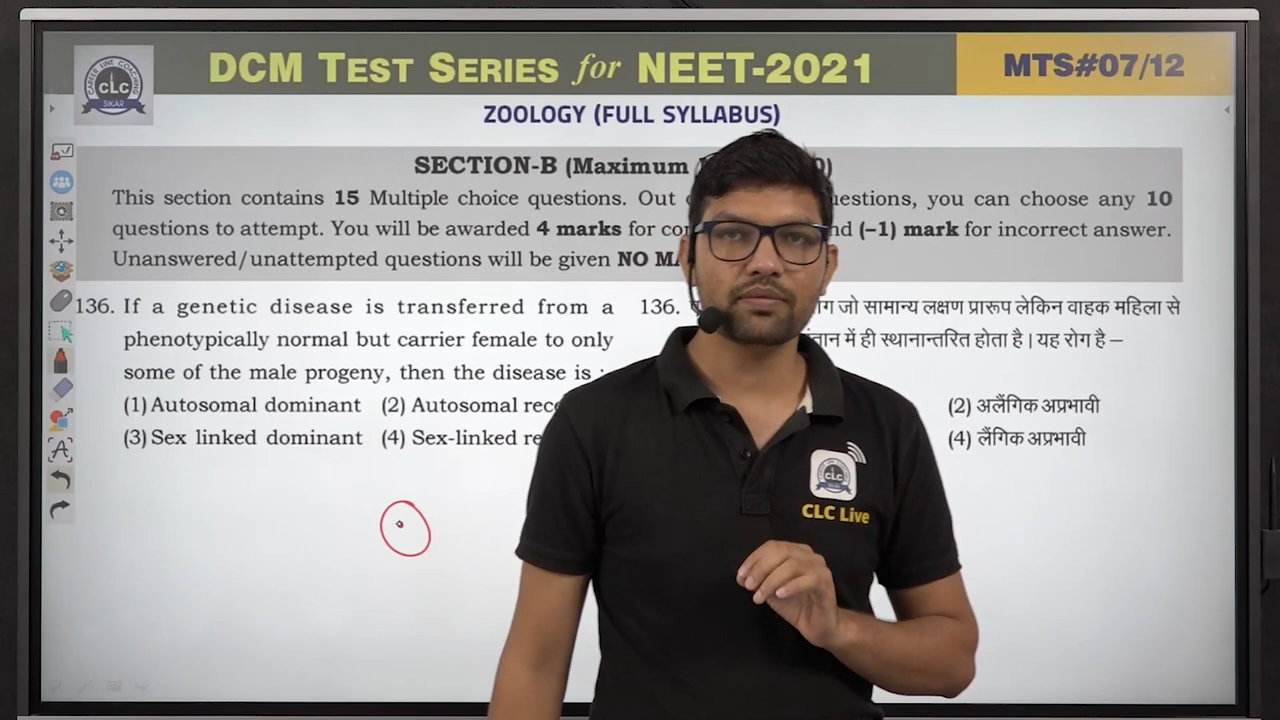 DCM TEST SERIES for NEET-2021
MTS#07/12
CAREER LINE COACHING
CLC
SIKAR
ZOOLOGY (FULL SYLLABUS)
SECTION-B (Maximum
This section contains 15 Multiple choice questions. Out
you can choose any 10
questions to attempt. You will be awarded 4 marks for
(–1) mark for incorrect answer.
Unanswered/unattempted questions will be given NO
136. If a genetic disease is transferred from a
phenotypically normal but carrier female to only
some of the male progeny, then the disease is :
(1) Autosomal dominant (2) Autosomal
(3) Sex linked dominant (4) Sex-linked
136.
जो सामान्य लक्षण प्रारूप लेकिन वाहक महिला से
में ही स्थानान्तरित होता है। यह रोग है –
(2) अलैंगिक अप्रभावी
(4) लैंगिक अप्रभावी
CLC
CLC Live